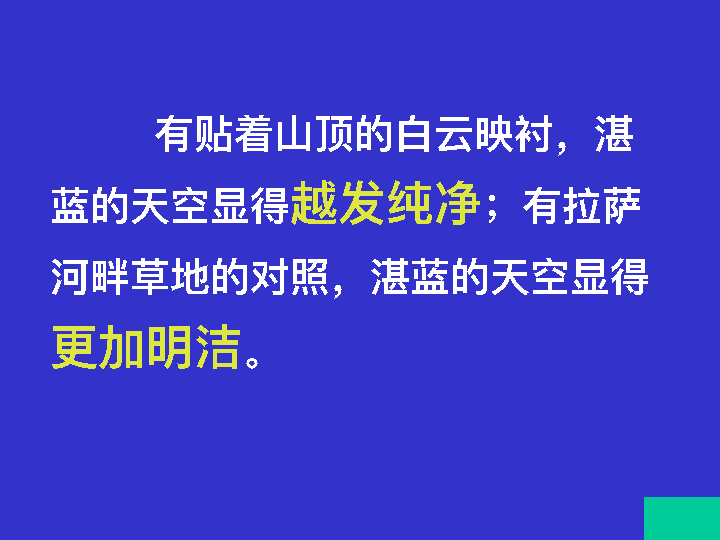 有贴着山顶的白云映衬，湛
蓝的天空显得越发纯净；有拉萨
河畔草地的对照，湛蓝的天空显得
更加明洁。